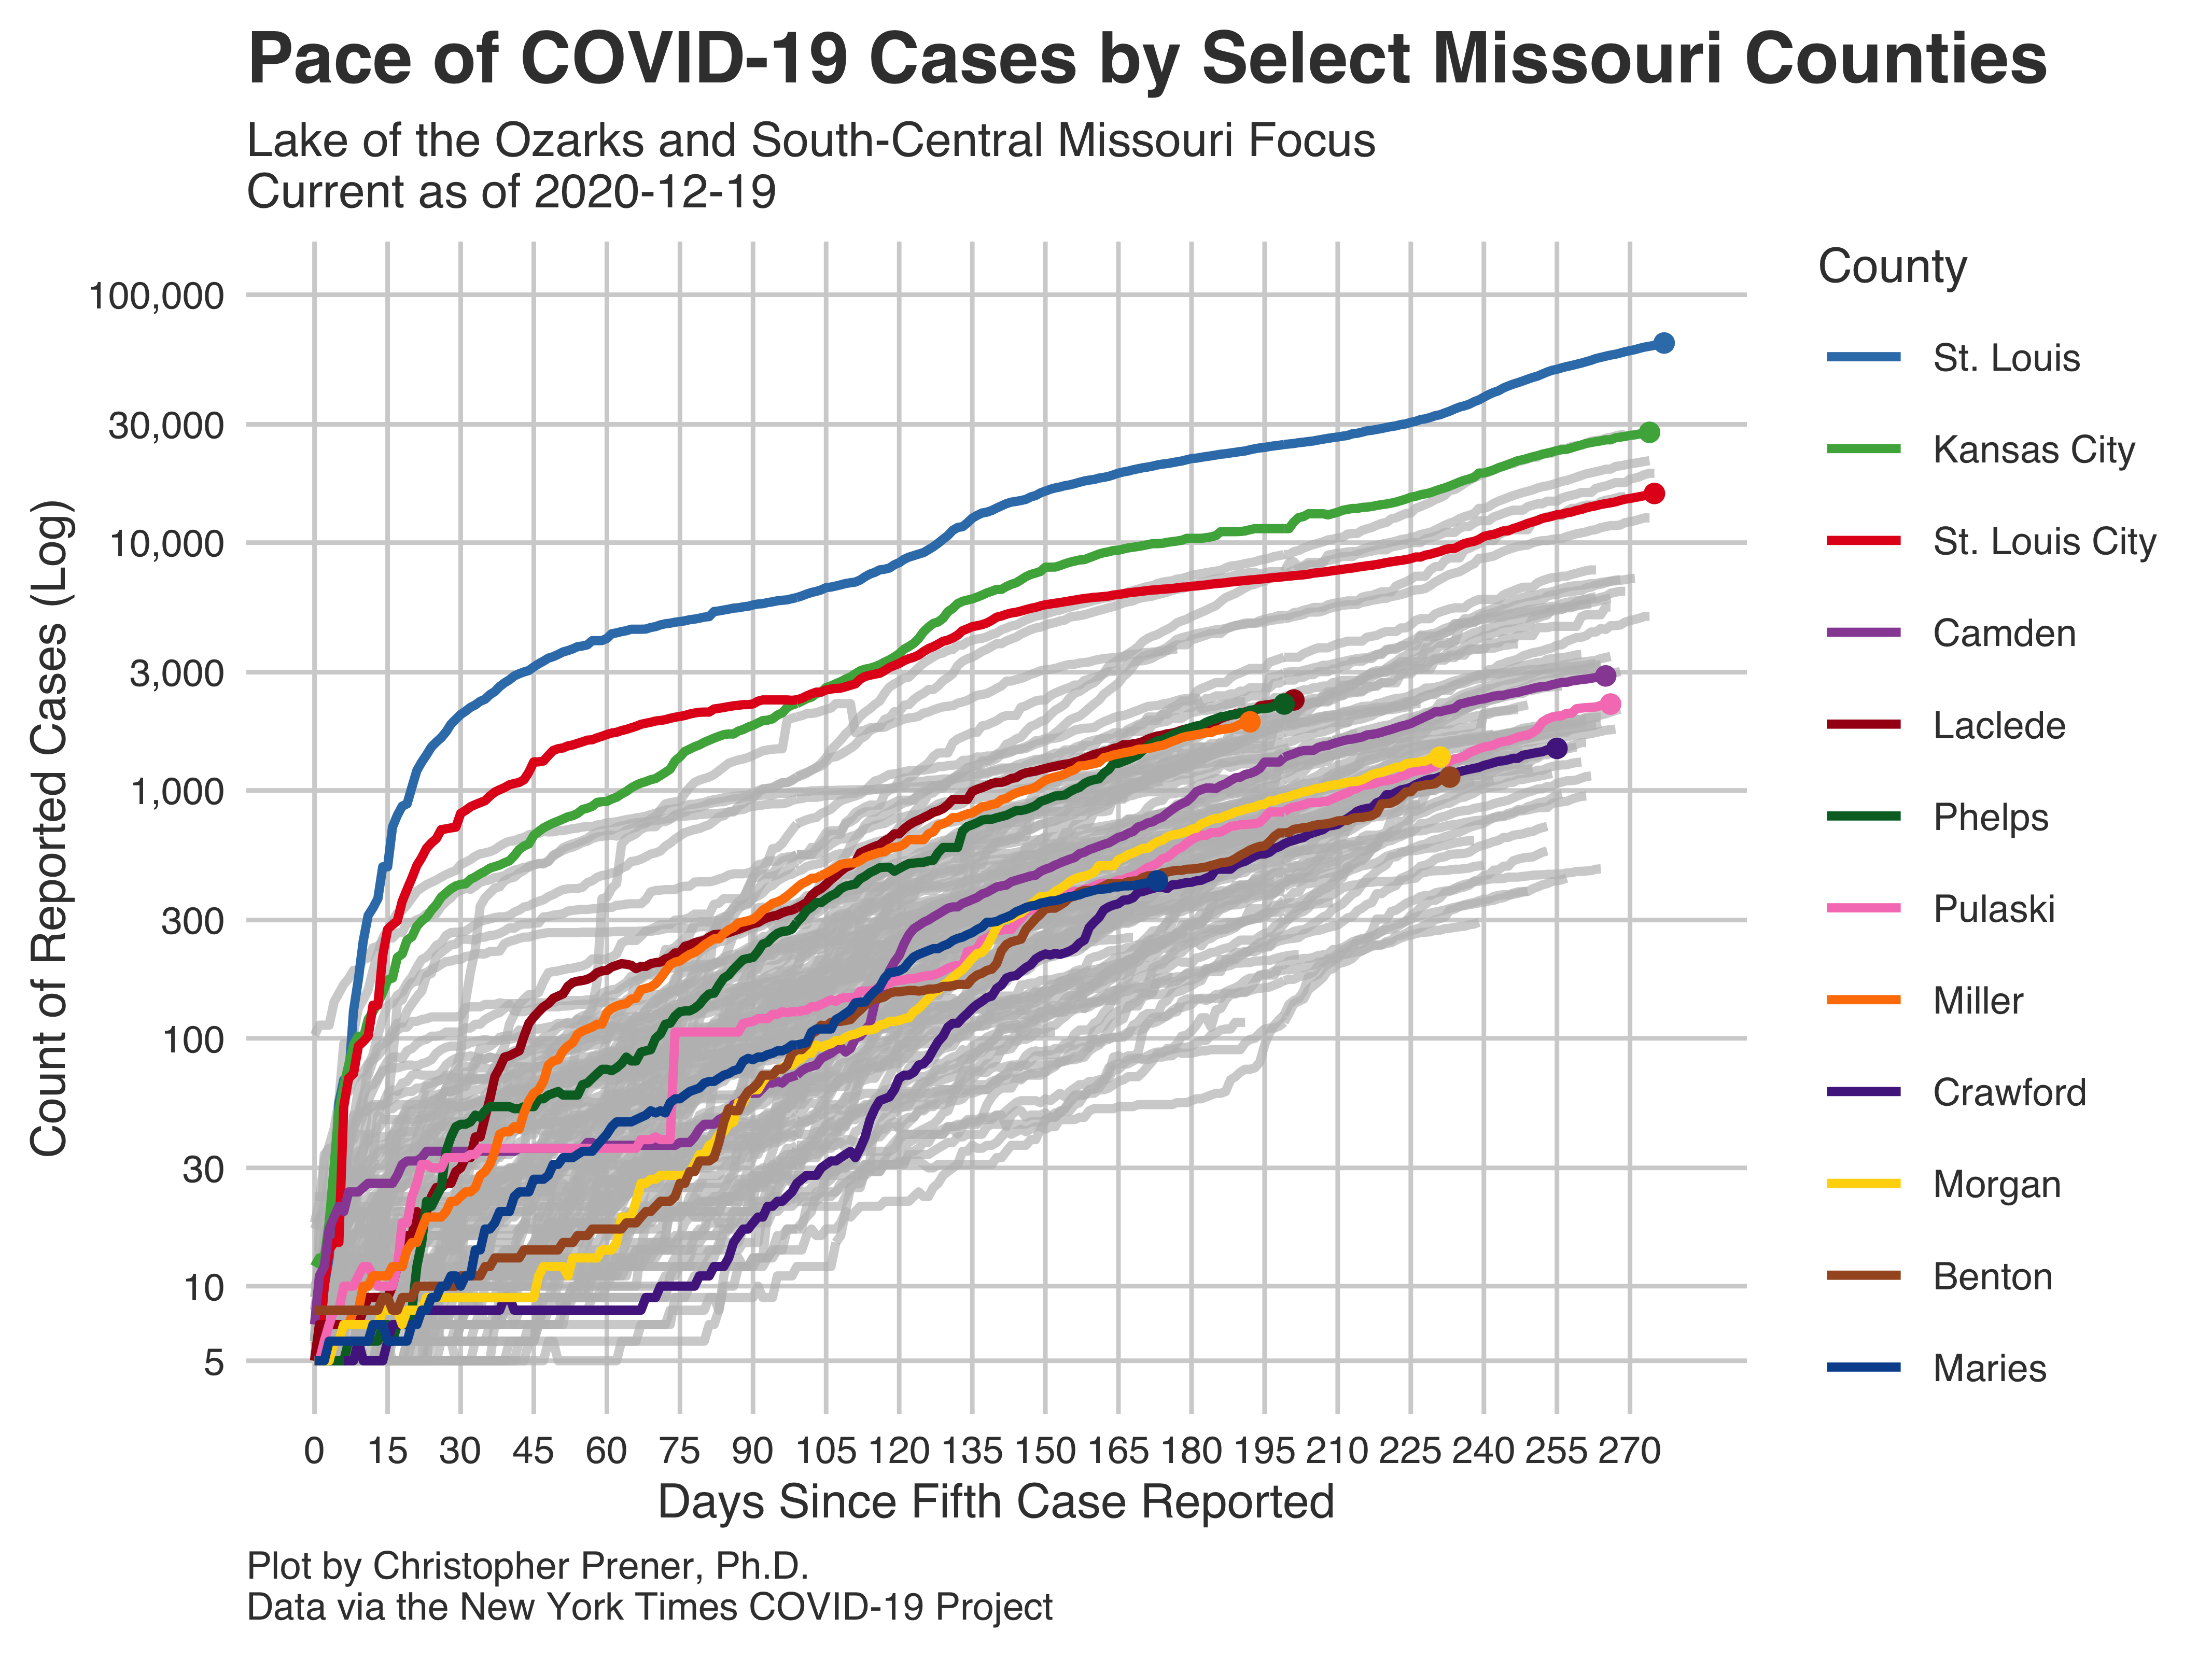 Pace of COVID-19 Cases by Select Missouri Counties
Lake of the Ozarks and South-Central Missouri Focus
Current as of 2020-12-19
Count of Reported Cases (Log)
100,000
30,000
10,000
3,000
1,000
300
100
30
10
5
0 15 30 45 60 75 90 105 120 135 150 165 180 195 210 225 240 255 270
Days Since Fifth Case Reported
County
St. Louis
Kansas City
St. Louis City
Camden
Laclede
Phelps
Pulaski
Miller
Crawford
Morgan
Benton
Maries
Plot by Christopher Prener, Ph.D.
Data via the New York Times COVID-19 Project